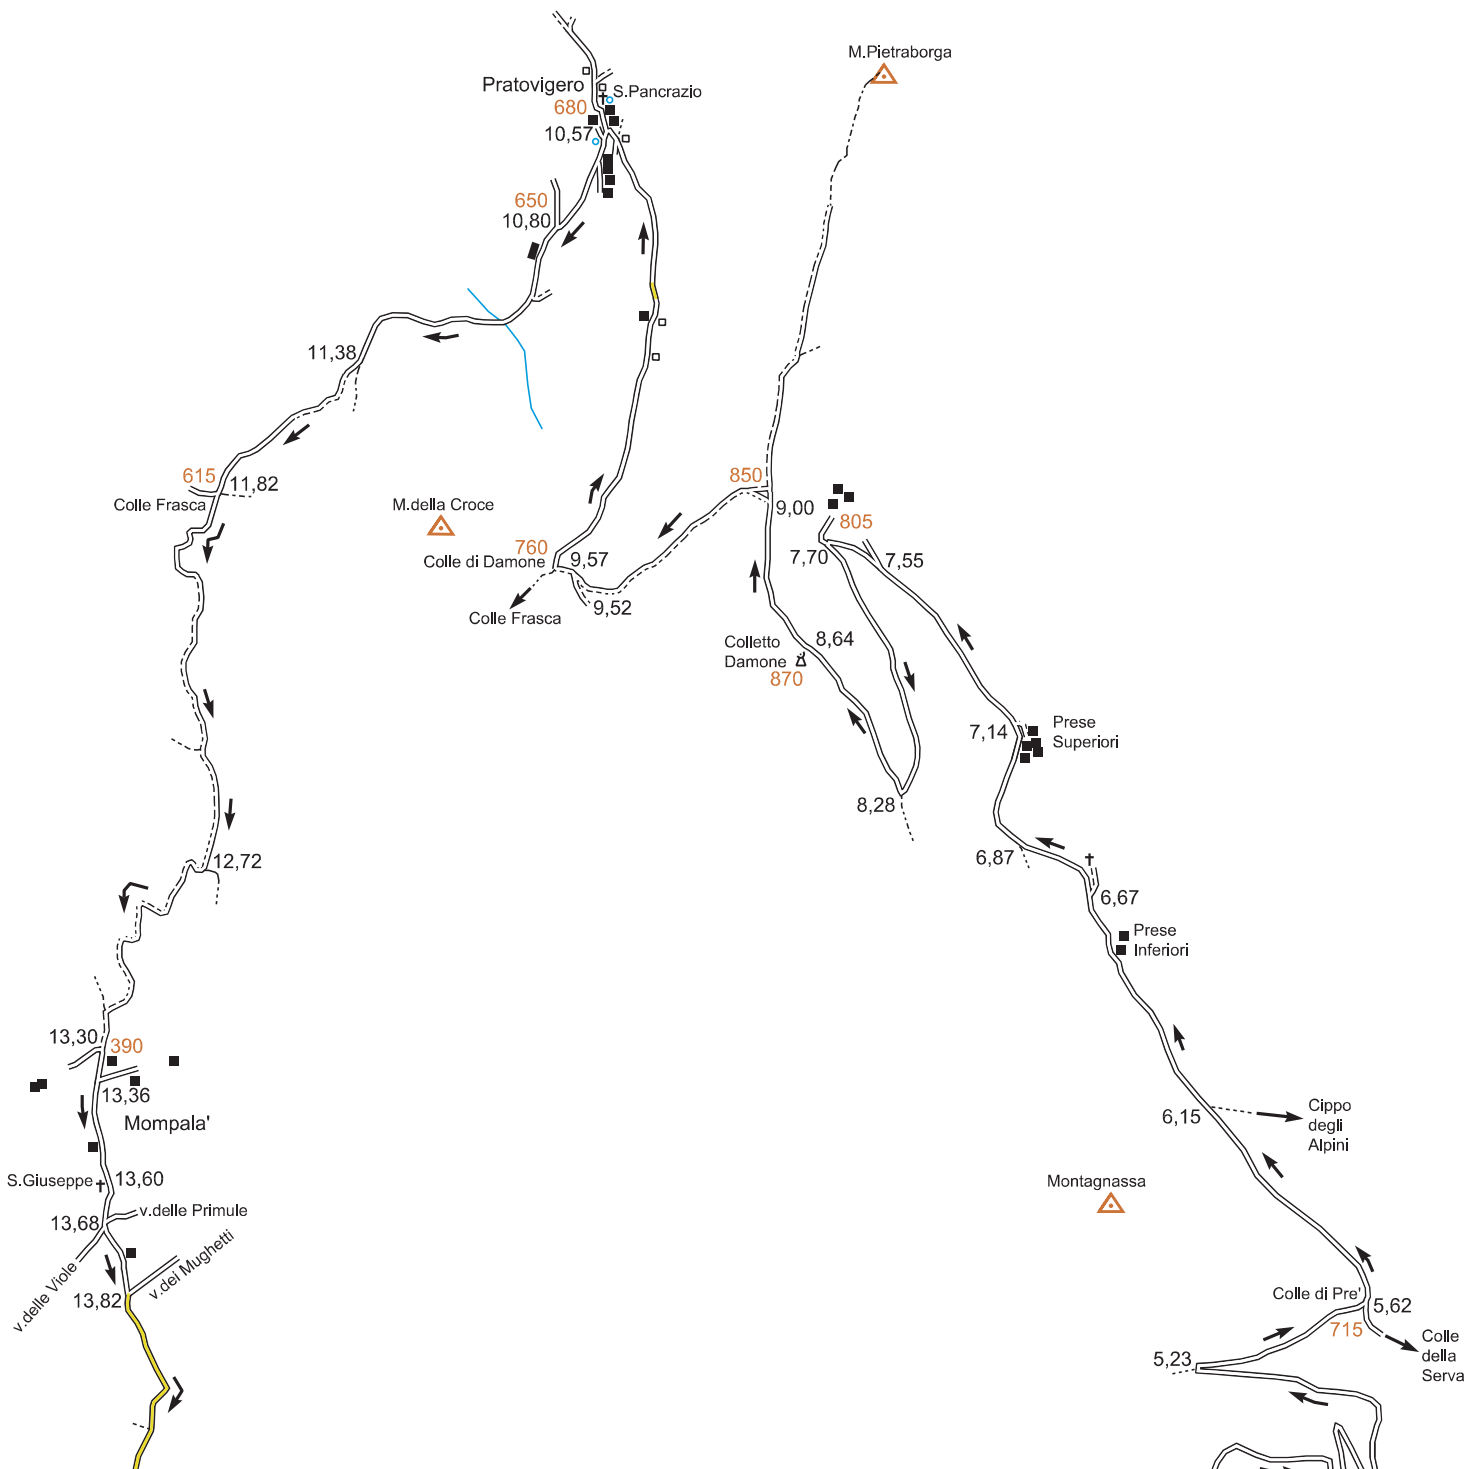 M.Pietraborga
Pratovigero
S.Pancrazio
680
10,57
650
10,80
11,38
615
11,82
Colle Frasca
M.della Croce
760
Colle di Damone
9,57
9,52
Colle Frasca
850
9,00
805
7,70
7,55
Colletto
Damone
8,64
870
7,14
Prese
Superiori
8,28
6,87
12,72
6,67
Prese
Inferiori
13,30
390
13,36
Mompala'
6,15
Cippo
degli
Alpini
S.Giuseppe
13,60
Montagnassa
v.delle Primule
13,68
v.delle Viole
v.dei Mughetti
13,82
Colle di Pre'
5,62
715
5,23
Colle
della
Serva